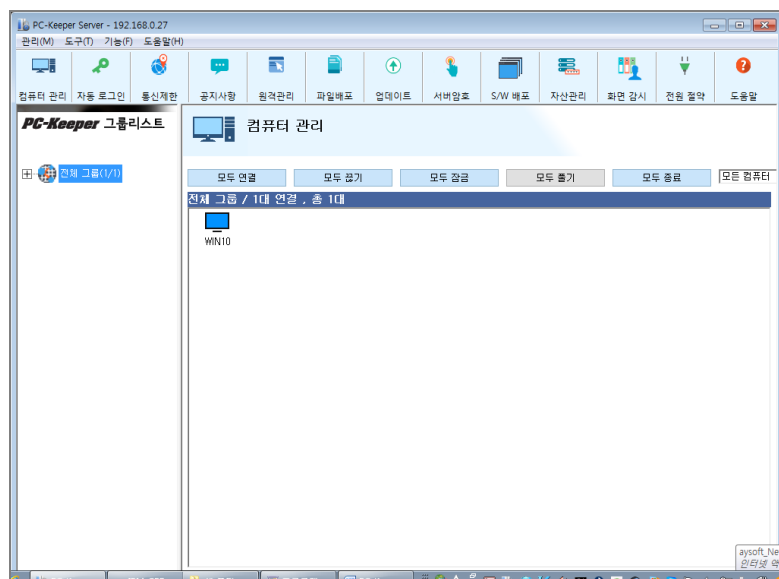 PC-Keeper Server - 192.168.0.27
관리(M) 도구(T) 기능(F) 도움말(H)
컴퓨터 관리 자동 로그인 통신제한 공지사항 원격관리 파일배포 업데이트 서버암호 S/W 배포 자산관리 화면 감시 전원 절약 도움말
PC-Keeper 그룹리스트
컴퓨터 관리
전체 그룹(1/1)
모두 연결 모두 끊기 모두 잠금 모두 풀기 모두 종료 모든 컴퓨터
전체 그룹 / 1대 연결 , 총 1대
WIN10
aysoft_Ne
인터넷